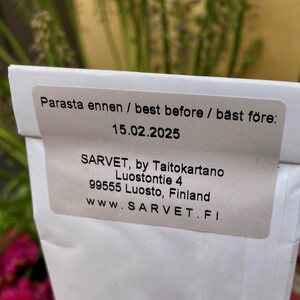 Parasta ennen / best before / bäst före:
15.02.2025
SARVET, by Taitokartano
Luostontie 4
99555 Luosto, Finland
WWW.SARVET.FI